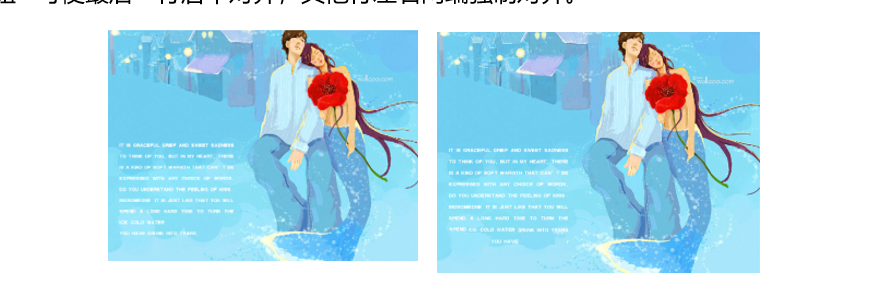 可使最后一行居中对齐，其他行左右两端强制对齐。
IT IS GRACEFUL GRIEF AND SWEET SADNESS
TO THINK OF YOU, BUT IN MY HEART, THERE
IS A KIND OF SOFT WARMTH THAT CAN'T BE
EXPRESSED WITH ANY CHOICE OF WORDS.
DO YOU UNDERSTAND THE FEELING OF
IT IS JUST LIKE THAT YOU WILL
SPEND A LONG HARD TIME TO TURN THE
ICE COLD WATER
YOU HAVE DRUNK INTO TEARS.
IT IS GRACEFUL GRIEF AND SWEET SADNESS
TO THINK OF YOU, BUT IN MY HEART, THERE
IS A KIND OF SOFT WARMTH THAT CAN'T BE
EXPRESSED WITH ANY CHOICE OF WORDS.
DO YOU UNDERSTAND THE FEELING OF
IT IS JUST LIKE THAT YOU WILL
SPEND A LONG HARD TIME TO TURN THE
COLD WATER DRUNK INTO TEARS
YOU HAVE